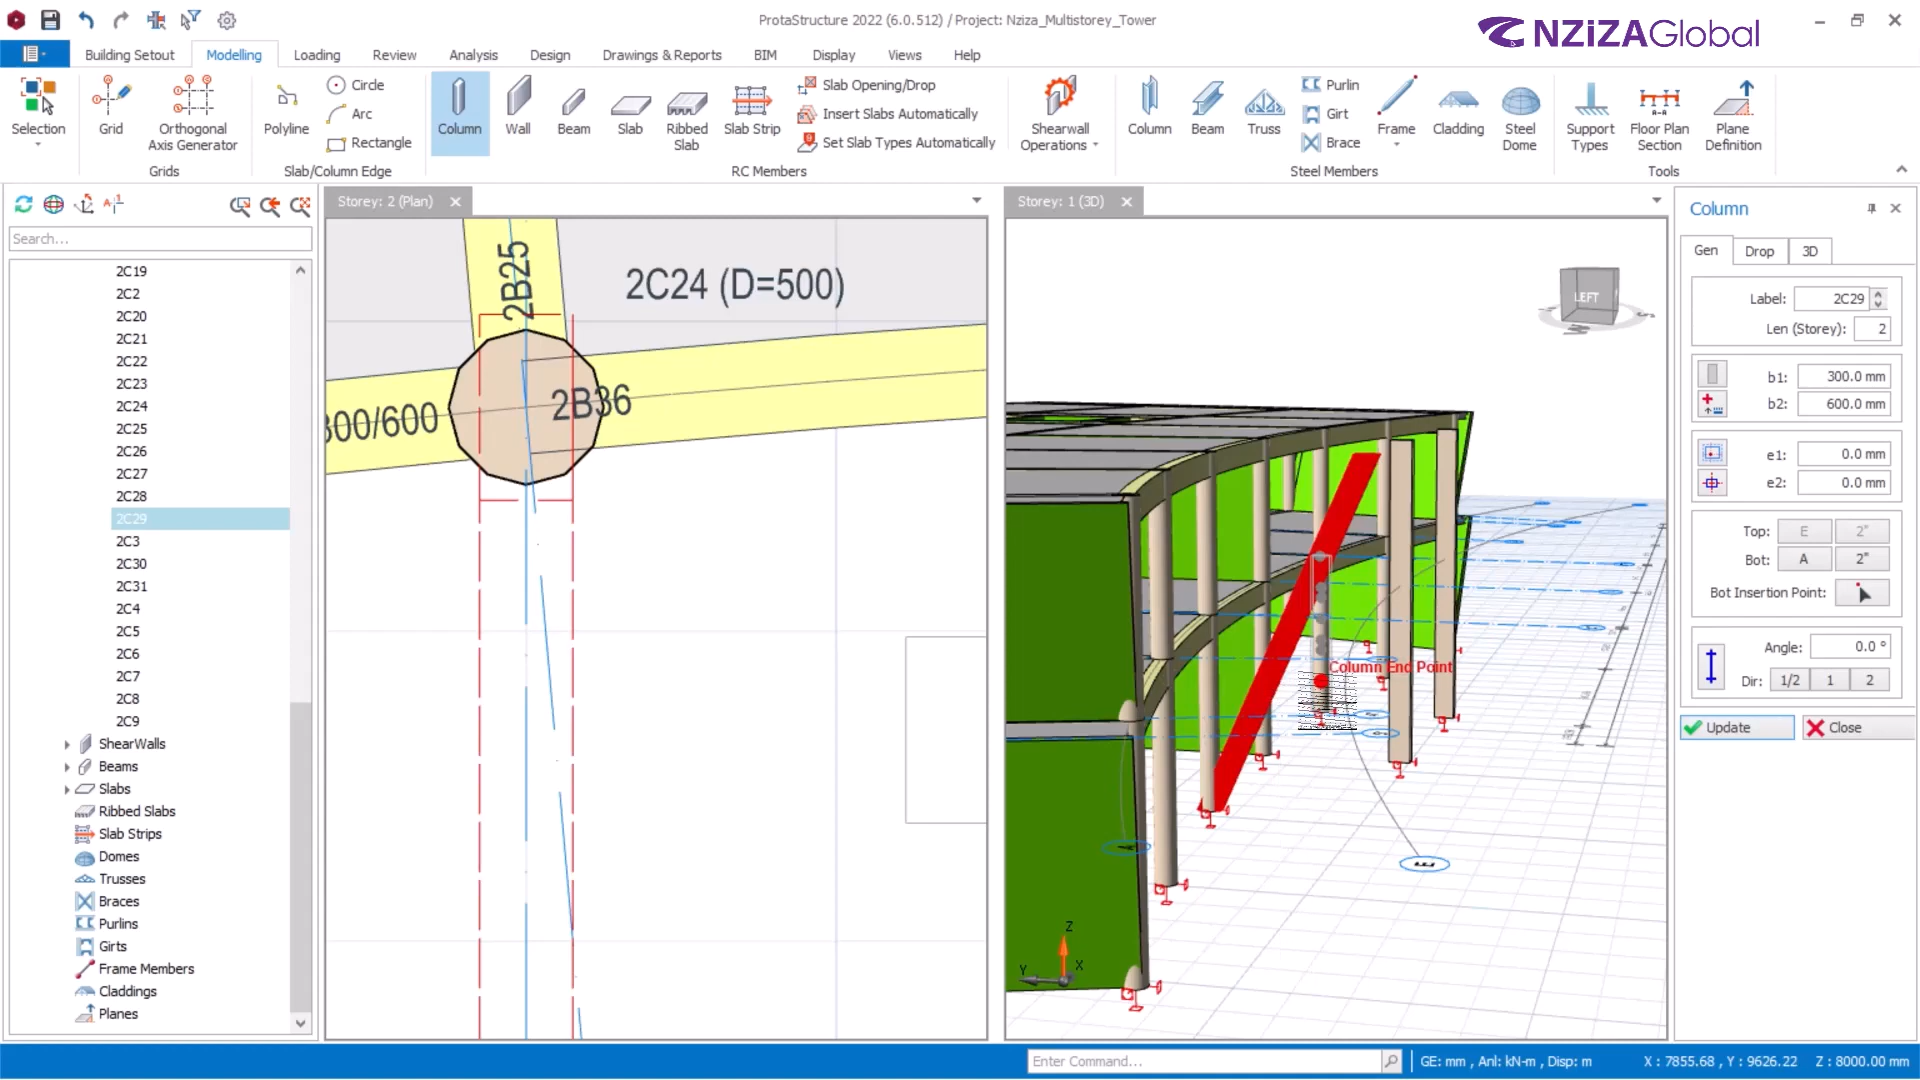 ProtaStructure 2022 (6.0.512) / Project: Nziza_Multistorey_Tower
NZiZAGlobal
Building Setout
Modelling
Loading
Review
Analysis
Design
Drawings & Reports
BIM
Display
Views
Help
Selection
Grid
Orthogonal
Axis Generator
Grids
Polyline
Circle
Arc
Rectangle
Slab/Column Edge
Column
Wall
Beam
Slab
Ribbed
Slab
Slab Strip
Slab Opening/Drop
Insert Slabs Automatically
Set Slab Types Automatically
RC Members
Shearwall
Operations
Column
Beam
Truss
Purlin
Girt
Brace
Frame
Cladding
Steel
Dome
Steel Members
Support
Types
Floor Plan
Section
Plane
Definition
Tools
Search...
2C19
2C2
2C20
2C21
2C22
2C23
2C24
2C25
2C26
2C27
2C28
2C29
2C3
2C30
2C31
2C4
2C5
2C6
2C7
2C8
2C9
ShearWalls
Beams
Slabs
Ribbed Slabs
Slab Strips
Domes
Trusses
Braces
Purlins
Girts
Frame Members
Claddings
Planes
Storey: 2 (Plan)
2B25
2C24 (D=500)
300/600
2B36
Storey: 1 (3D)
LEFT
Column End Point
E
Z
Y
X
Column
Gen
Drop
3D
Label: 2C29
Len (Storey): 2
b1: 300.0 mm
b2: 600.0 mm
e1: 0.0 mm
e2: 0.0 mm
Top: E 2"
Bot: A 2"
Bot Insertion Point:
Angle: 0.0 °
Dir: 1/2 1 2
Update
Close
Enter Command...
GE: mm , Anl: kN-m , Disp: m
X : 7855.68 , Y : 9626.22 Z : 8000.00 mm